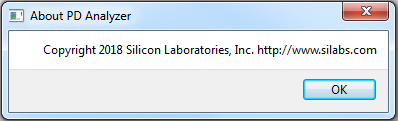 About PD Analyzer
Copyright 2018 Silicon Laboratories, Inc. http://www.silabs.com
OK